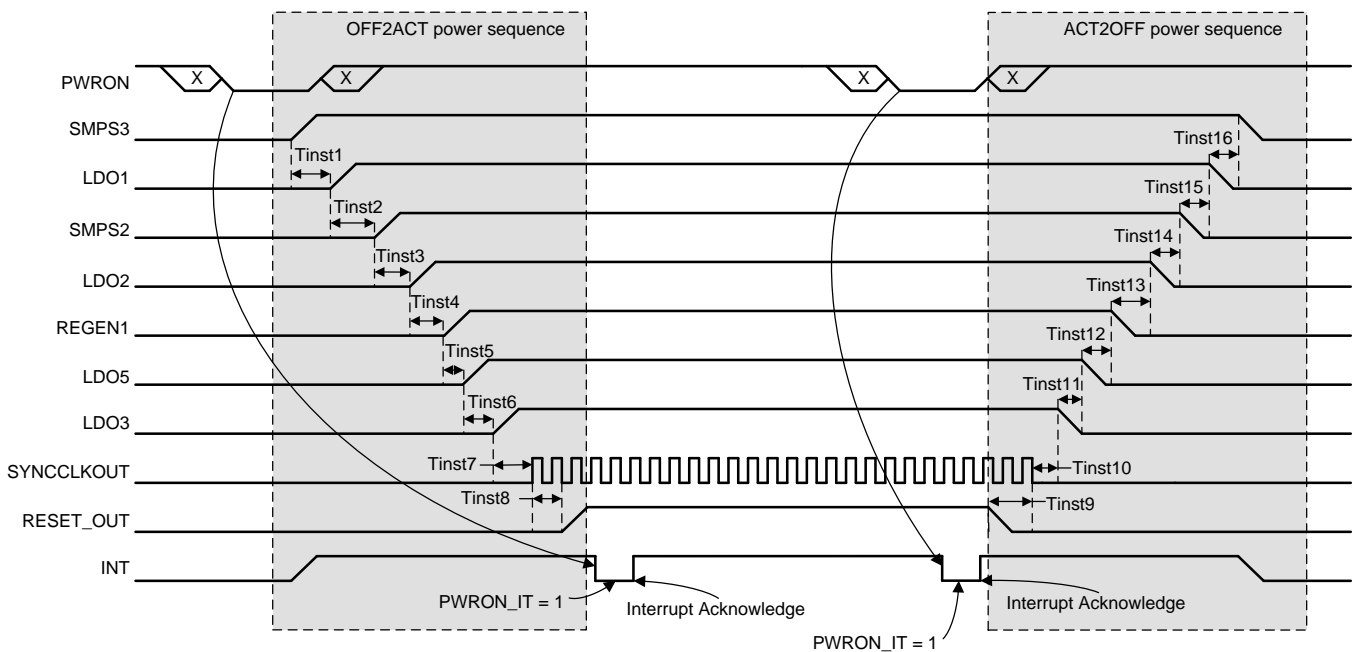 OFF2ACT power sequence
ACT2OFF power sequence
PWRON
X
X
X
X
SMPS3
Tinst1
Tinst16
LDO1
Tinst2
Tinst15
SMPS2
Tinst3
Tinst14
LDO2
Tinst4
Tinst13
REGEN1
Tinst5
Tinst12
LDO5
Tinst6
Tinst11
LDO3
Tinst7
Tinst10
SYNCCLKOUT
Tinst8
Tinst9
RESET_OUT
INT
PWRON_IT = 1
Interrupt Acknowledge
Interrupt Acknowledge
PWRON_IT = 1